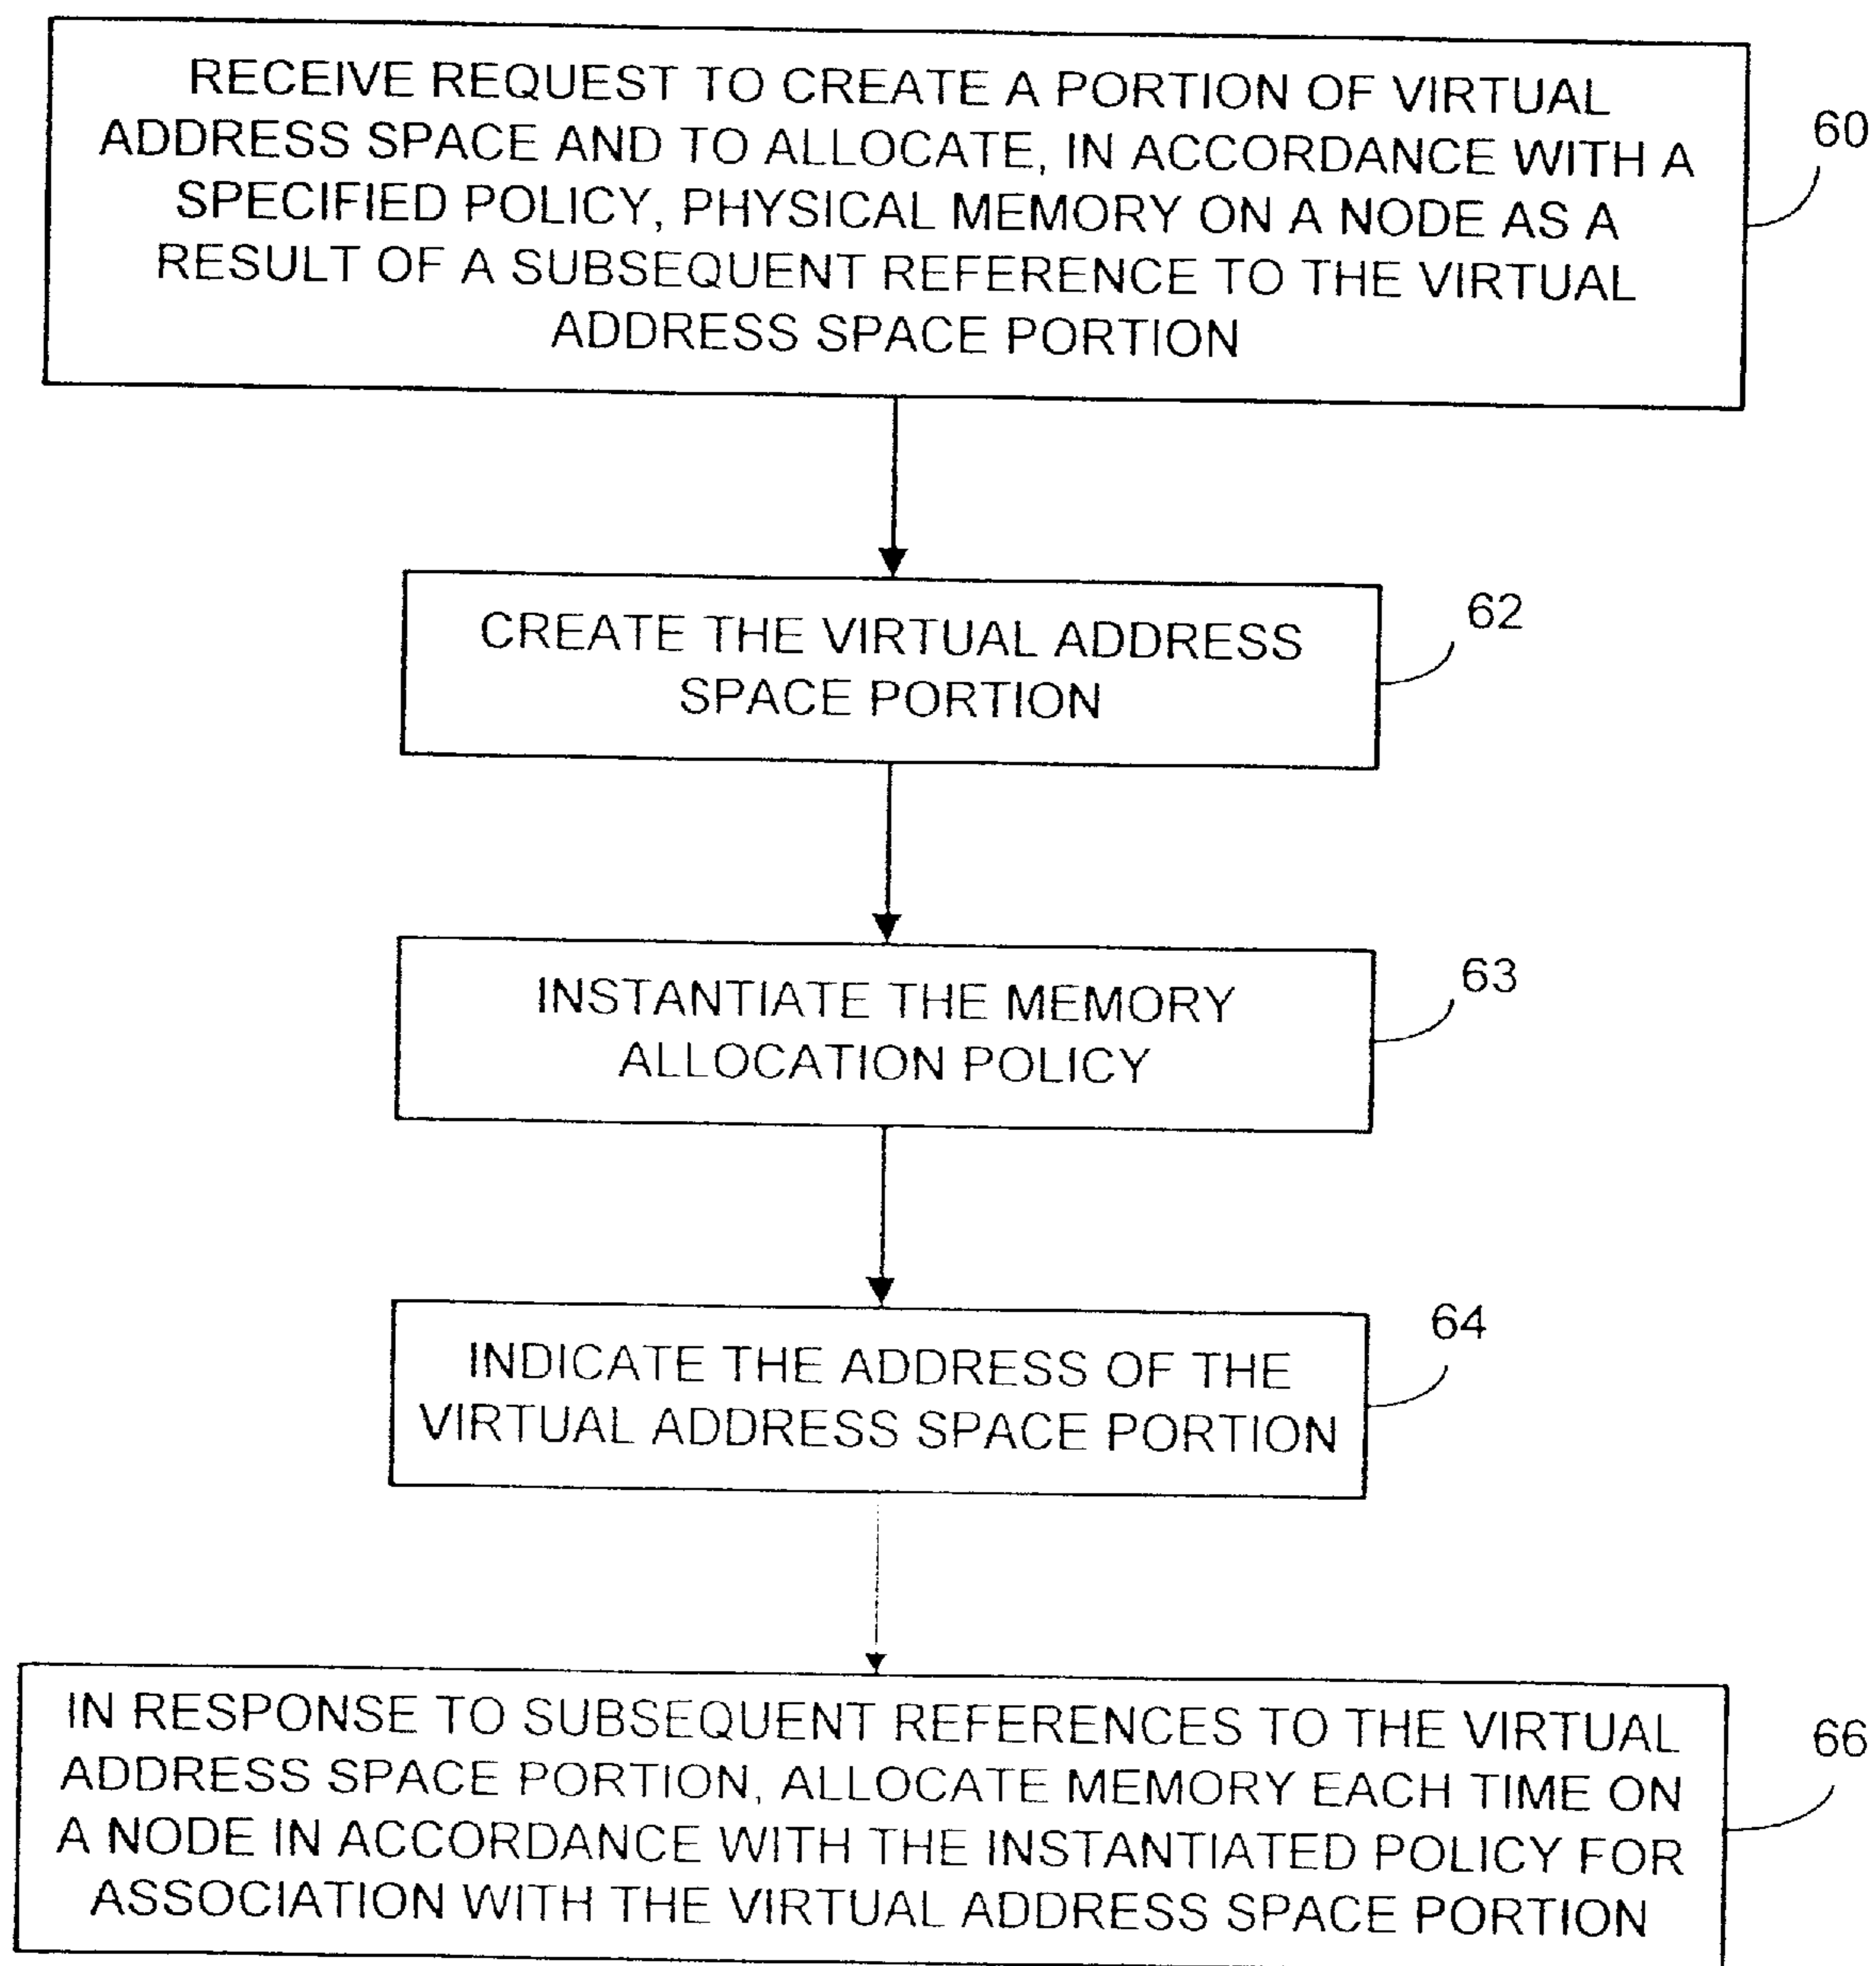 RECEIVE REQUEST TO CREATE A PORTION OF VIRTUAL
ADDRESS SPACE AND TO ALLOCATE, IN ACCORDANCE WITH A
SPECIFIED POLICY, PHYSICAL MEMORY ON A NODE AS A
RESULT OF A SUBSEQUENT REFERENCE TO THE VIRTUAL
ADDRESS SPACE PORTION
60
CREATE THE VIRTUAL ADDRESS
SPACE PORTION
62
INSTANTIATE THE MEMORY
ALLOCATION POLICY
63
INDICATE THE ADDRESS OF THE
VIRTUAL ADDRESS SPACE PORTION
64
IN RESPONSE TO SUBSEQUENT REFERENCES TO THE VIRTUAL
ADDRESS SPACE PORTION, ALLOCATE MEMORY EACH TIME ON
A NODE IN ACCORDANCE WITH THE INSTANTIATED POLICY FOR
ASSOCIATION WITH THE VIRTUAL ADDRESS SPACE PORTION
66